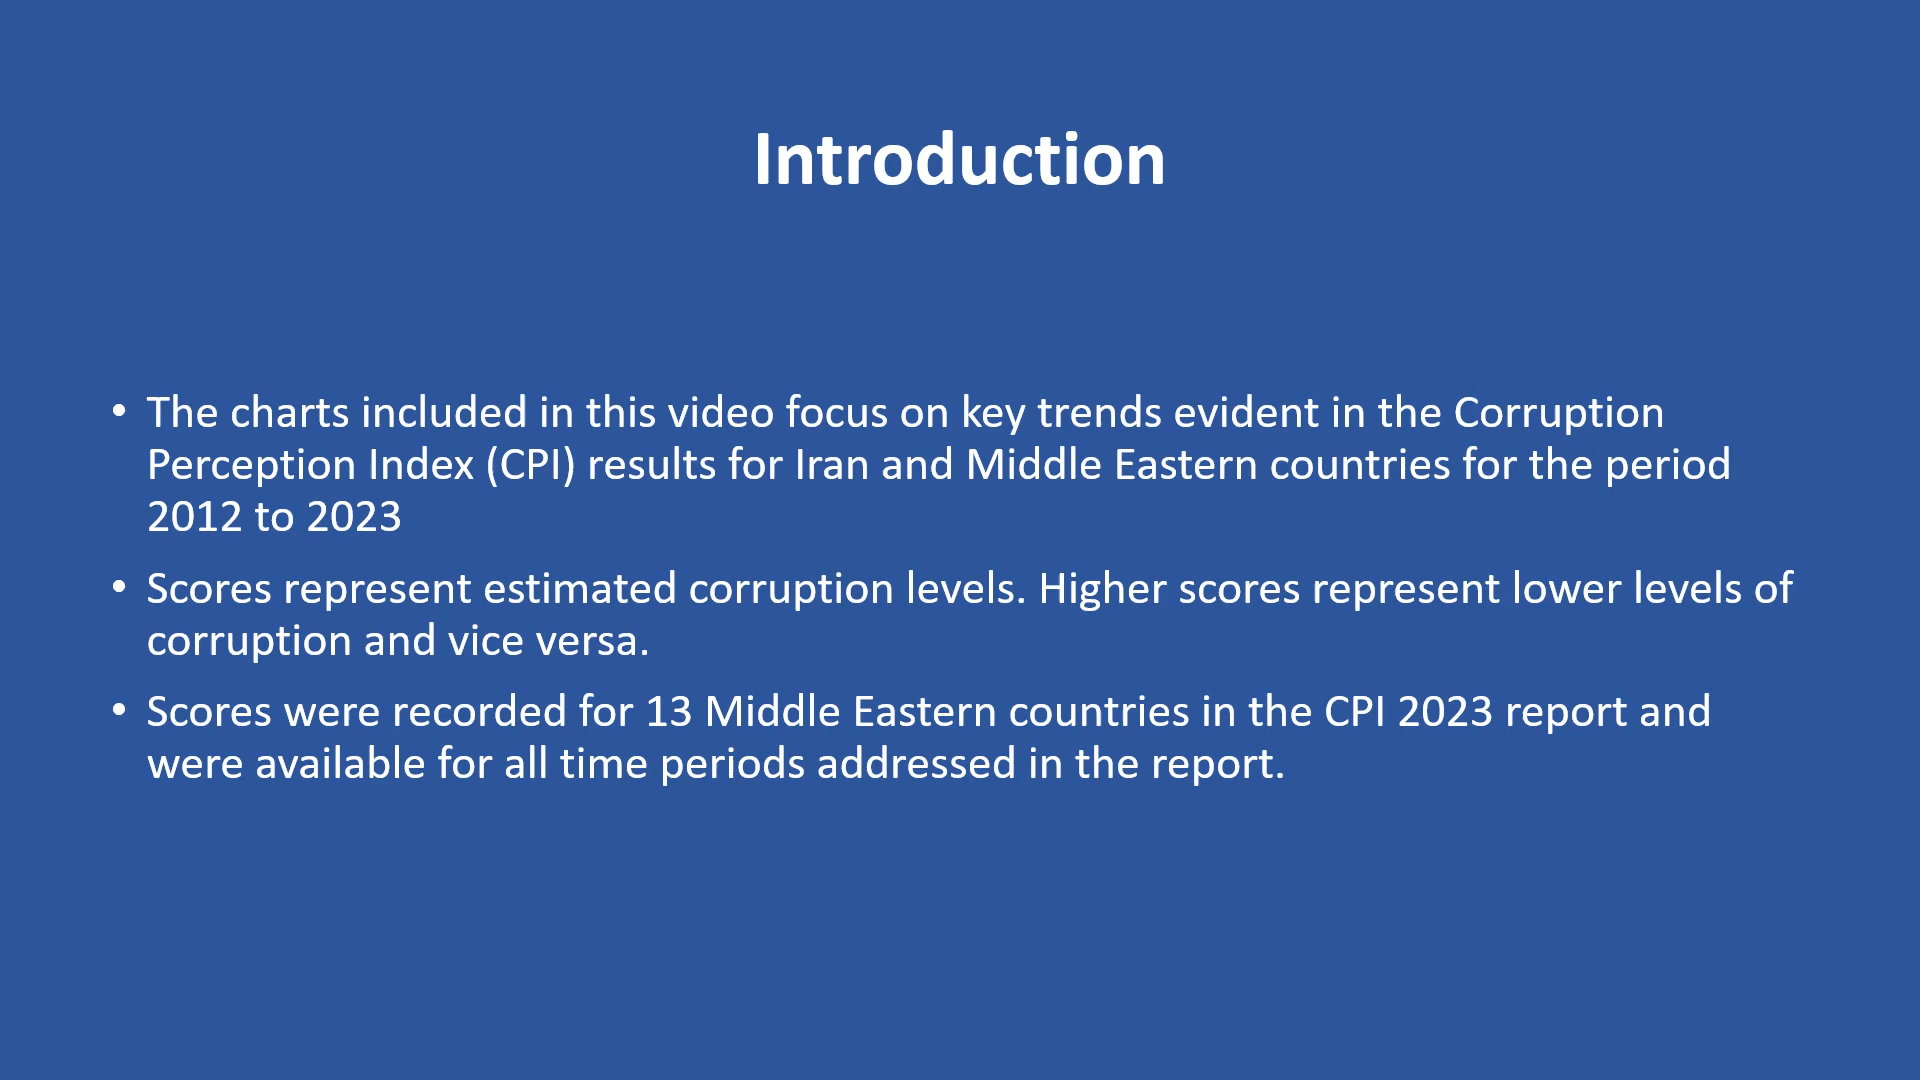 Introduction
• The charts included in this video focus on key trends evident in the Corruption
Perception Index (CPI) results for Iran and Middle Eastern countries for the period
2012 to 2023
• Scores represent estimated corruption levels. Higher scores represent lower levels of
corruption and vice versa.
• Scores were recorded for 13 Middle Eastern countries in the CPI 2023 report and
were available for all time periods addressed in the report.